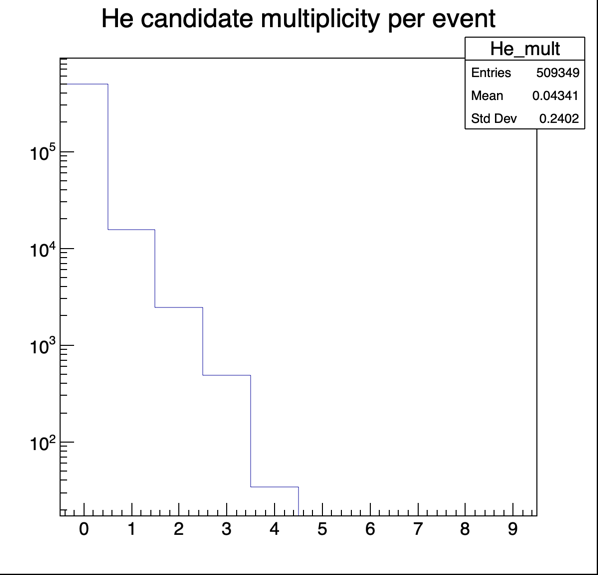 He candidate multiplicity per event
He_mult
Entries 509349
Mean 0.04341
Std Dev 0.2402
10^5
10^4
10^3
10^2
0 1 2 3 4 5 6 7 8 9